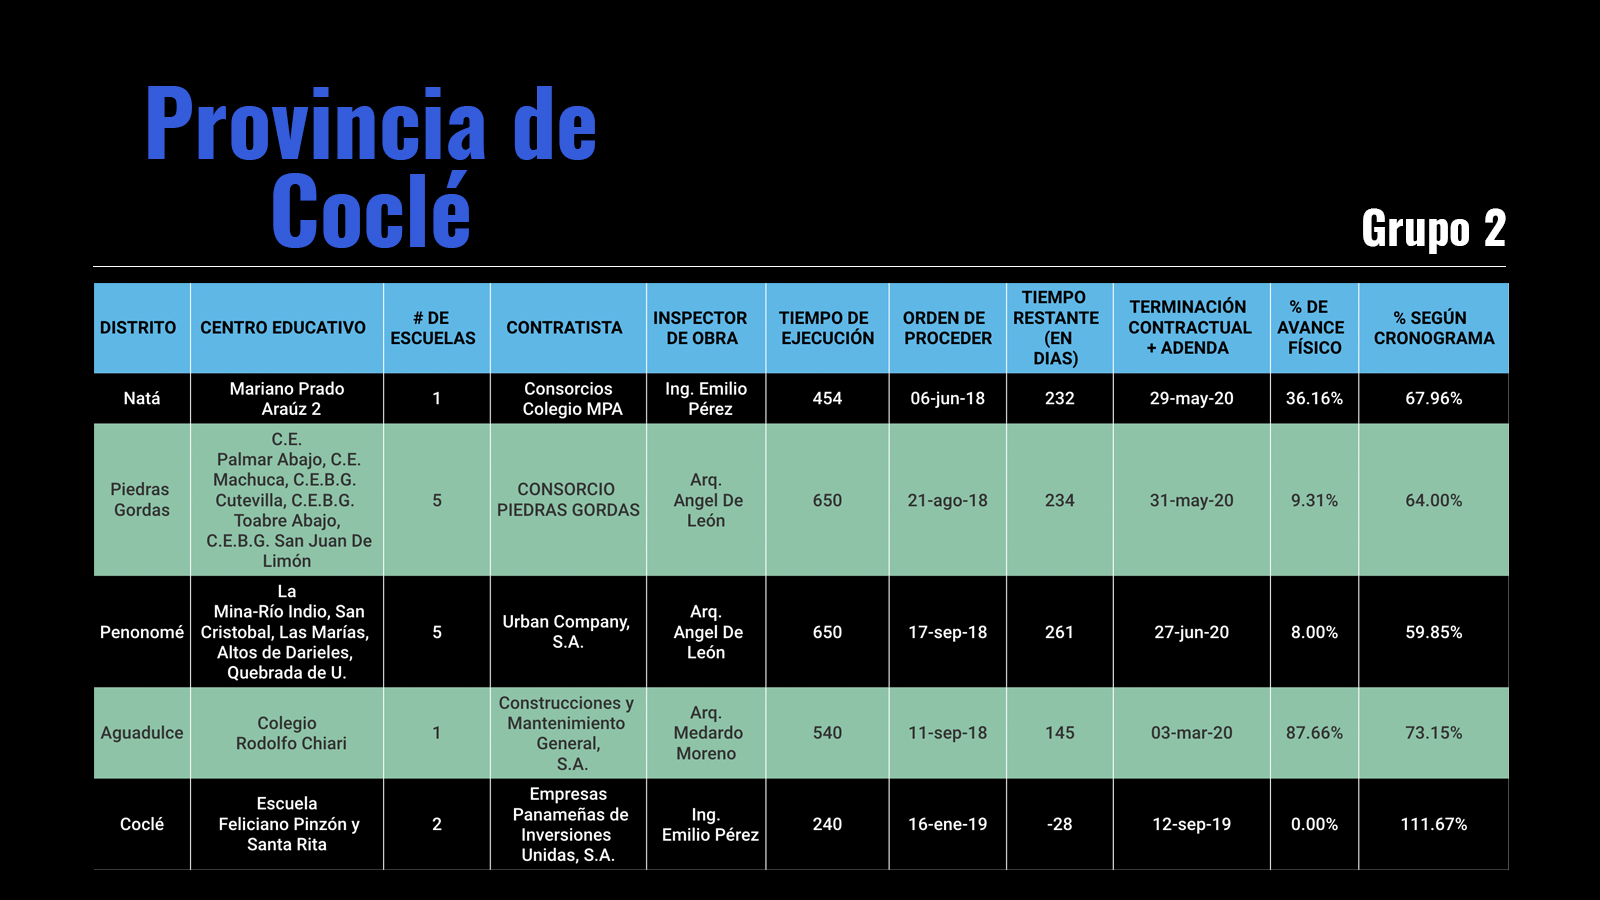 Provincia de
Coclé
Grupo 2
DISTRITO
CENTRO EDUCATIVO
# DE
ESCUELAS
CONTRATISTA
INSPECTOR
DE OBRA
TIEMPO DE
EJECUCIÓN
ORDEN DE
PROCEDER
TIEMPO
RESTANTE
(EN
DIAS)
TERMINACIÓN
CONTRACTUAL
+ ADENDA
% DE
AVANCE
FÍSICO
% SEGÚN
CRONOGRAMA
Natá
Mariano Prado
Araúz 2
1
Consorcios
Colegio MPA
Ing. Emilio
Pérez
454
06-jun-18
232
29-may-20
36.16%
67.96%
Piedras
Gordas
C.E.
Palmar Abajo, C.E.
Machuca, C.E.B.G.
Cutevilla, C.E.B.G.
Toabre Abajo,
C.E.B.G. San Juan De
Limón
5
CONSORCIO
PIEDRAS GORDAS
Arq.
Angel De
León
650
21-ago-18
234
31-may-20
9.31%
64.00%
Penonomé
La
Mina-Río Indio, San
Cristobal, Las Marías,
Altos de Darieles,
Quebrada de U.
5
Urban Company,
S.A.
Arq.
Angel De
León
650
17-sep-18
261
27-jun-20
8.00%
59.85%
Aguadulce
Colegio
Rodolfo Chiari
1
Construcciones y
Mantenimiento
General,
S.A.
Arq.
Medardo
Moreno
540
11-sep-18
145
03-mar-20
87.66%
73.15%
Coclé
Escuela
Feliciano Pinzón y
Santa Rita
2
Empresas
Panameñas de
Inversiones
Unidas, S.A.
Ing.
Emilio Pérez
240
16-ene-19
-28
12-sep-19
0.00%
111.67%